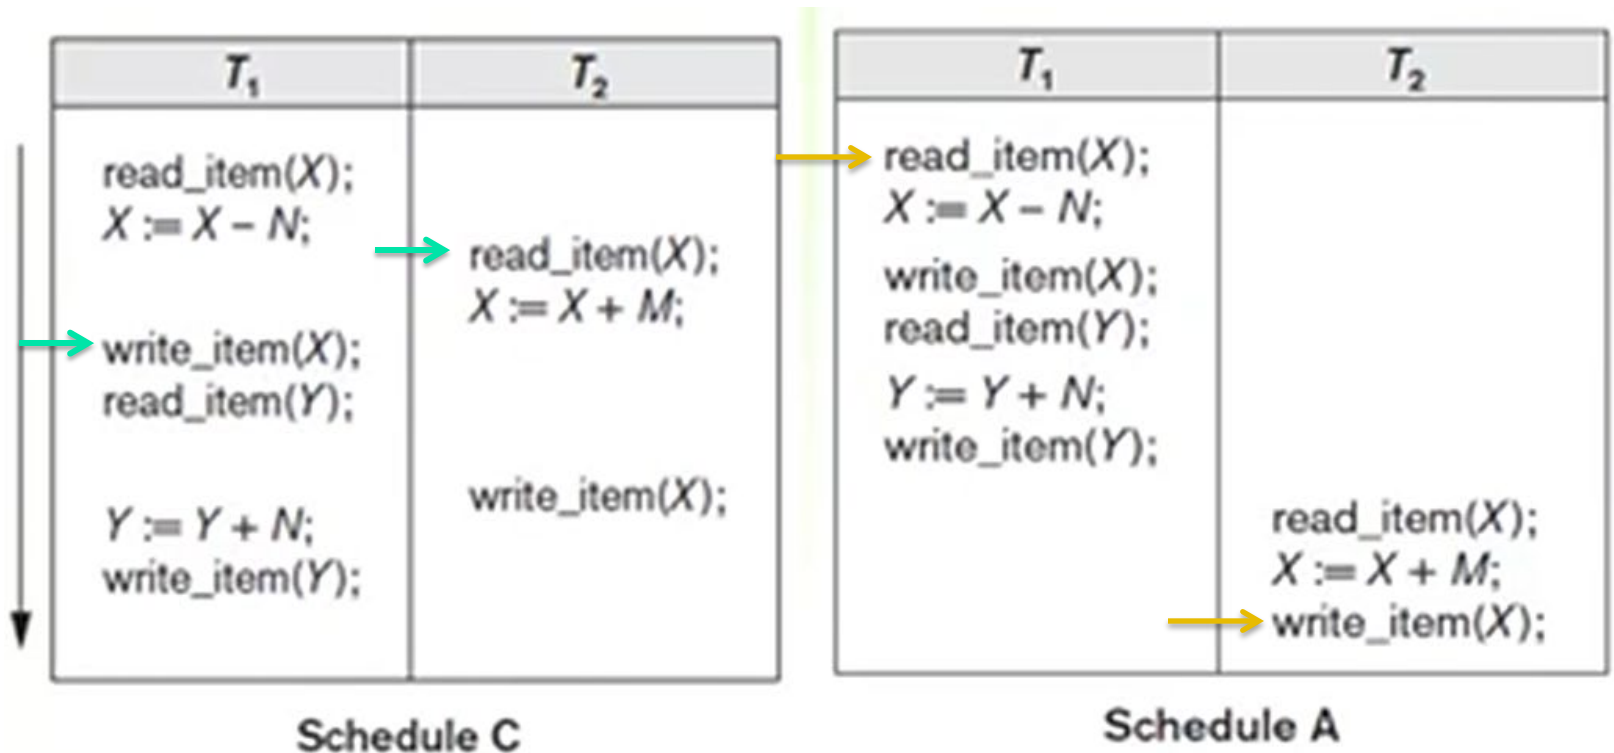 T1
T2
read_item(X);
X := X – N;
read_item(X);
X := X + M;
write_item(X);
read_item(Y);
write_item(X);
Y := Y + N;
write_item(Y);
Schedule C
T1
T2
read_item(X);
X := X – N;
write_item(X);
read_item(Y);
Y := Y + N;
write_item(Y);
read_item(X);
X := X + M;
write_item(X);
Schedule A